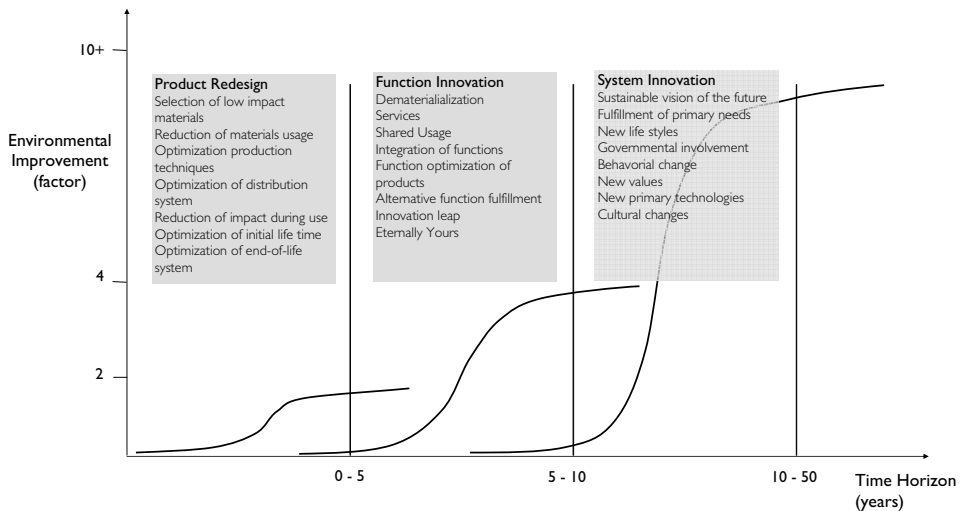 10+
Environmental
Improvement
(factor)
4
2
Product Redesign
Selection of low impact
materials
Reduction of materials usage
Optimization production
techniques
Optimization of distribution
system
Reduction of impact during use
Optimization of initial life time
Optimization of end-of-life
system
Function Innovation
Dematerialialization
Services
Shared Usage
Integration of functions
Function optimization of
products
Alternative function fulfillment
Innovation leap
Eternally Yours
System Innovation
Sustainable vision of the future
Fulfillment of primary needs
New life styles
Governmental involvement
Behavorial change
New values
New primary technologies
Cultural changes
0 - 5
5 - 10
10 - 50
Time Horizon
(years)